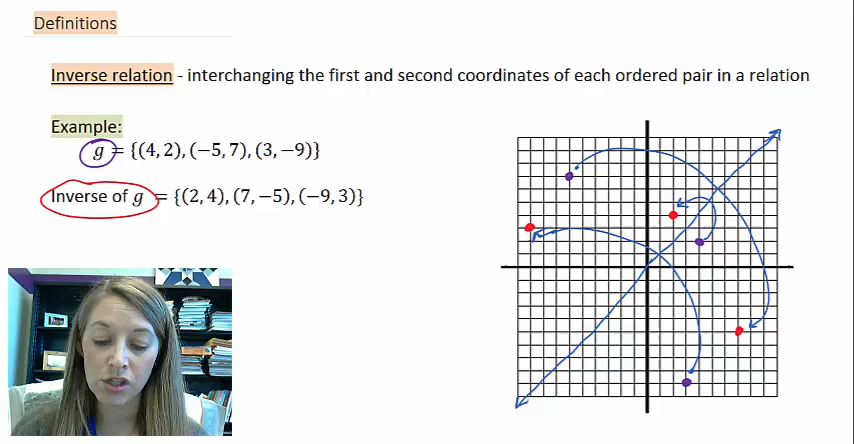 Definitions
Inverse relation - interchanging the first and second coordinates of each ordered pair in a relation
Example:
g = {(4, 2), (−5, 7), (3, −9)}
Inverse of g = {(2, 4), (7, −5), (−9, 3)}